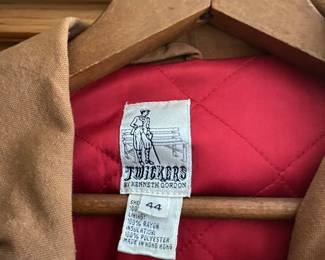 TWICKERS
BY KENNETH GORDON
44
LINING:
100% RAYON
INSULATION:
100% POLYESTER
MADE IN HONG KONG